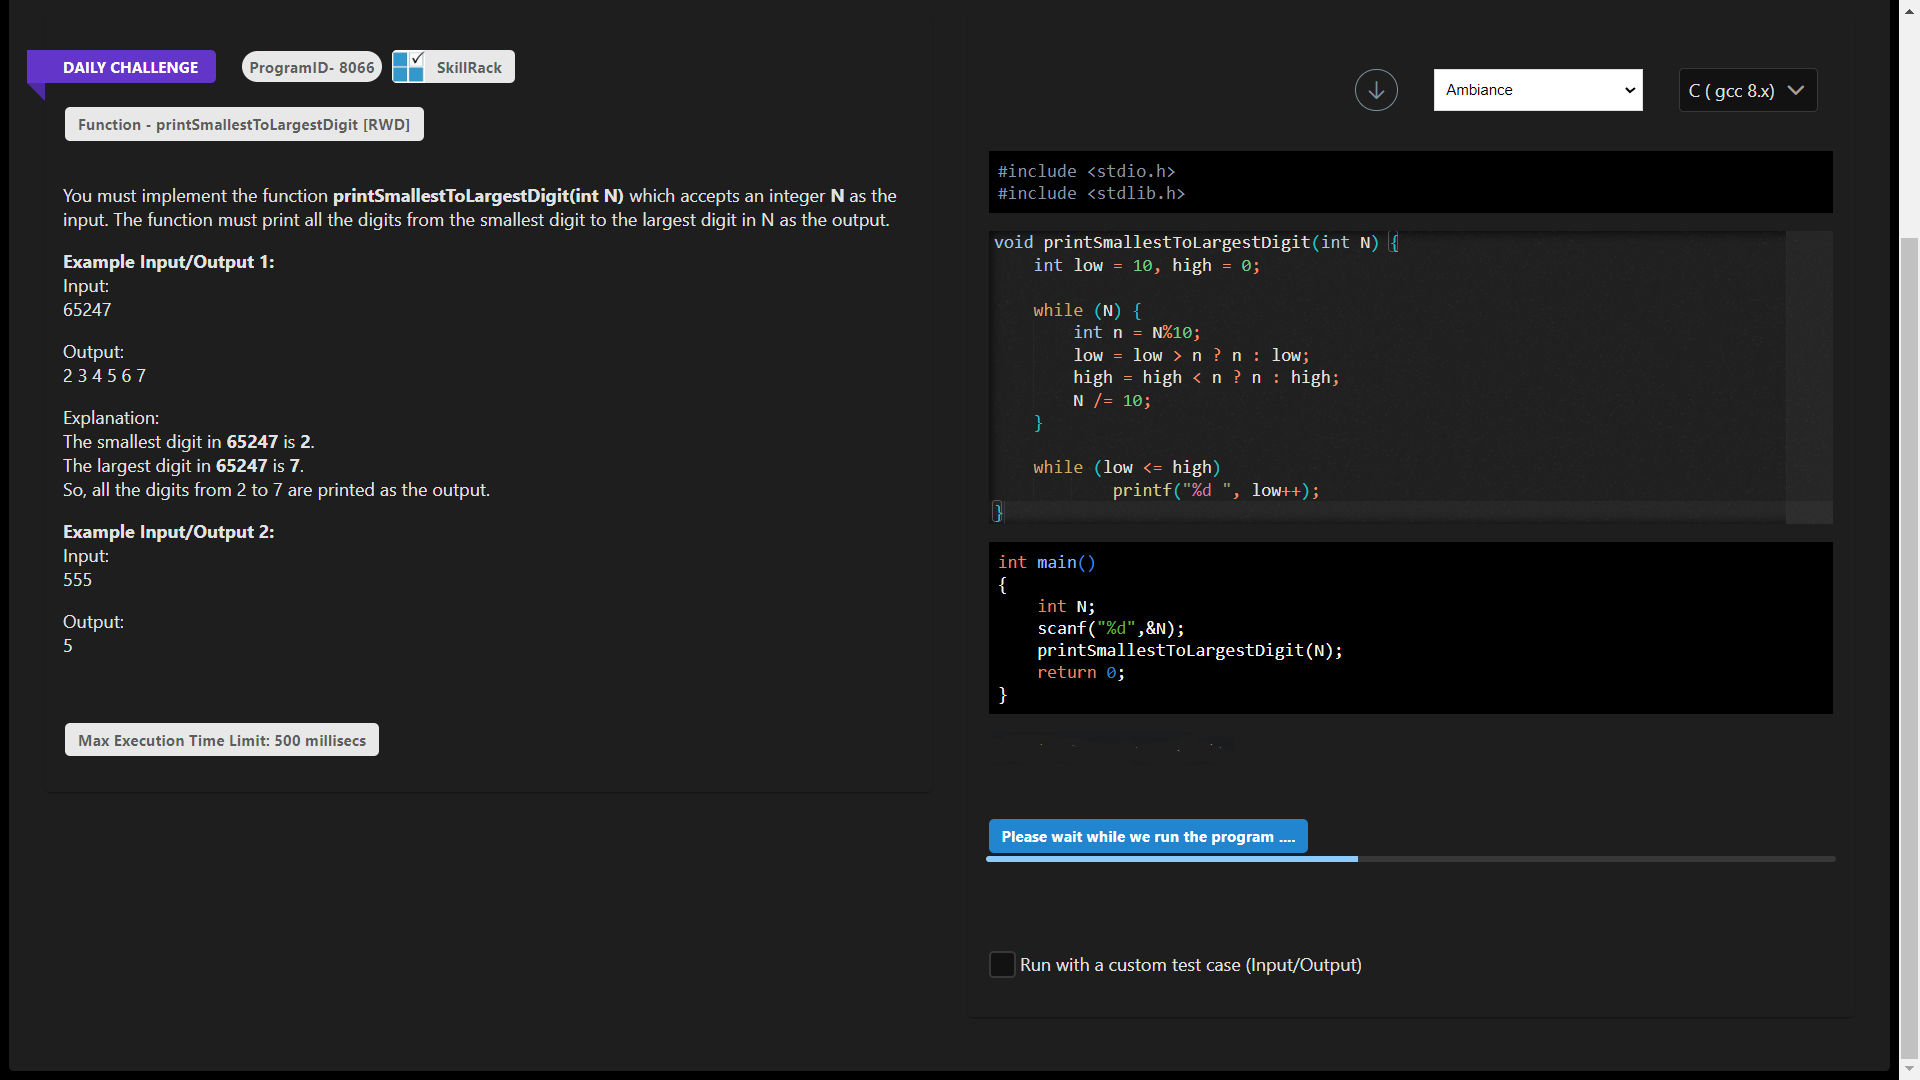 DAILY CHALLENGE
ProgramID- 8066
SkillRack
Function - printSmallestToLargestDigit [RWD]
You must implement the function printSmallestToLargestDigit(int N) which accepts an integer N as the
input. The function must print all the digits from the smallest digit to the largest digit in N as the output.
Example Input/Output 1:
Input:
65247
Output:
2 3 4 5 6 7
Explanation:
The smallest digit in 65247 is 2.
The largest digit in 65247 is 7.
So, all the digits from 2 to 7 are printed as the output.
Example Input/Output 2:
Input:
555
Output:
5
Max Execution Time Limit: 500 millisecs
Ambiance
C ( gcc 8.x)
#include <stdio.h>
#include <stdlib.h>
void printSmallestToLargestDigit(int N) {
    int low = 10, high = 0;
    while (N) {
        int n = N%10;
        low = low > n ? n : low;
        high = high < n ? n : high;
        N /= 10;
    }
    while (low <= high)
            printf("%d ", low++);
}
int main()
{
    int N;
    scanf("%d",&N);
    printSmallestToLargestDigit(N);
    return 0;
}
Please wait while we run the program ....
Run with a custom test case (Input/Output)